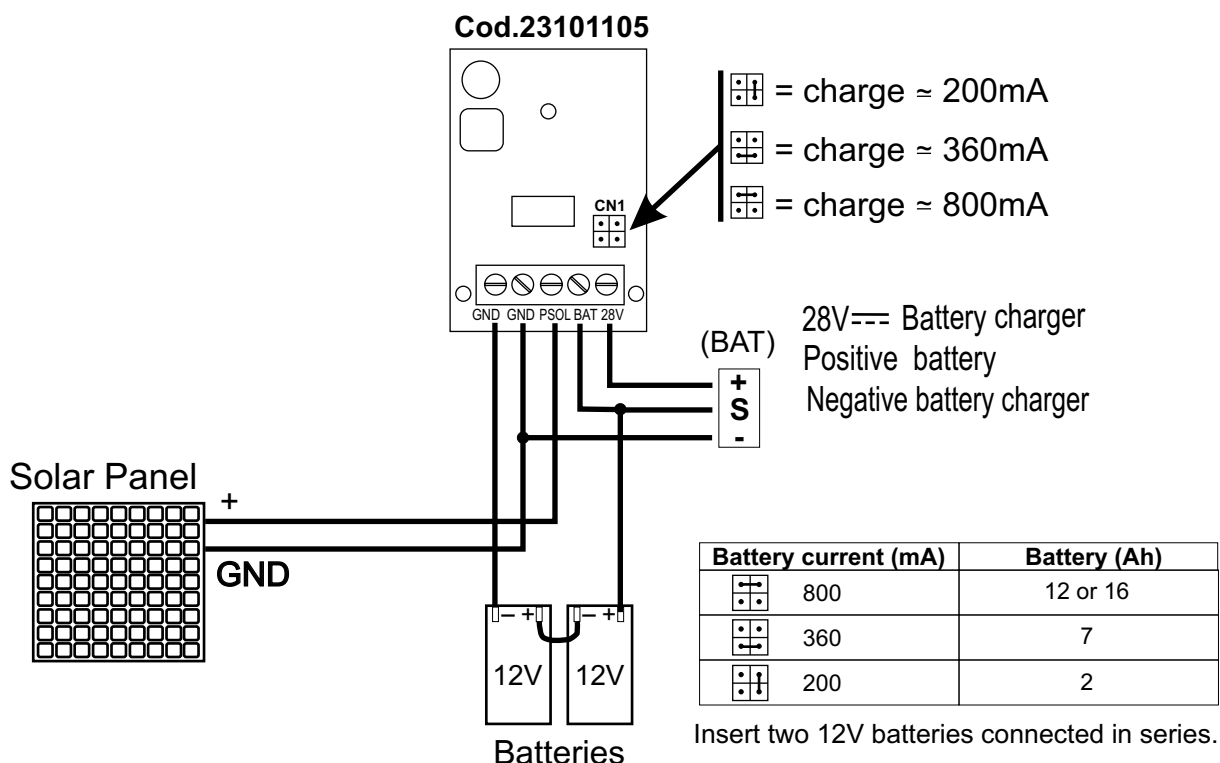 Cod.23101105
= charge ≃ 200mA
= charge ≃ 360mA
= charge ≃ 800mA
CN1
GND GND PSOL BAT 28V
(BAT)
+
S
-
28V⎓ Battery charger
Positive battery
Negative battery charger
Solar Panel
+
GND
– + – +
12V 12V
Batteries
Battery current (mA) Battery (Ah)
800 12 or 16
360 7
200 2
Insert two 12V batteries connected in series.